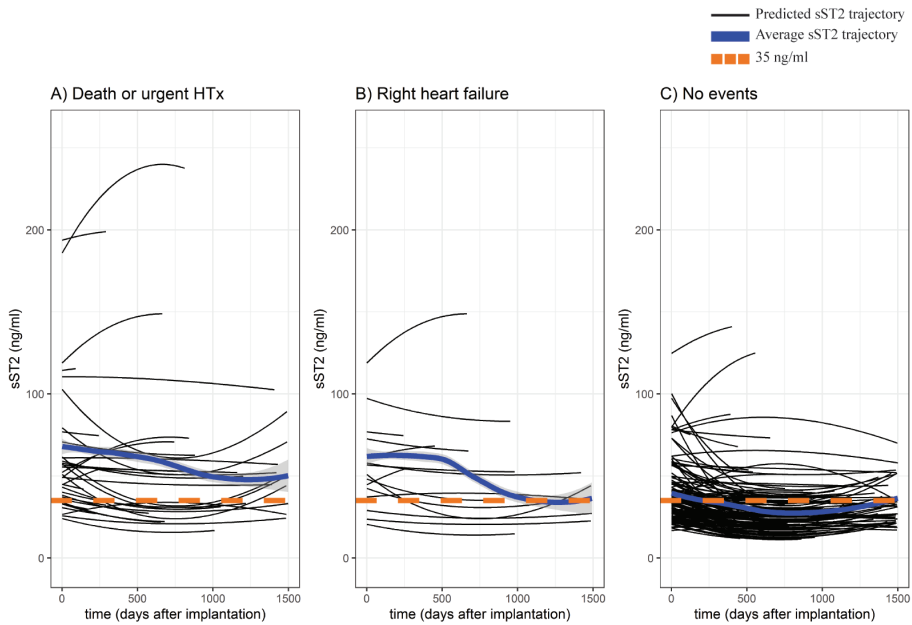 Predicted sST2 trajectory
Average sST2 trajectory
35 ng/ml
A) Death or urgent HTx
B) Right heart failure
C) No events
sST2 (ng/ml)
200
100
0
0 500 1000 1500
time (days after implantation)
sST2 (ng/ml)
200
100
0
0 500 1000 1500
time (days after implantation)
sST2 (ng/ml)
200
100
0
0 500 1000 1500
time (days after implantation)